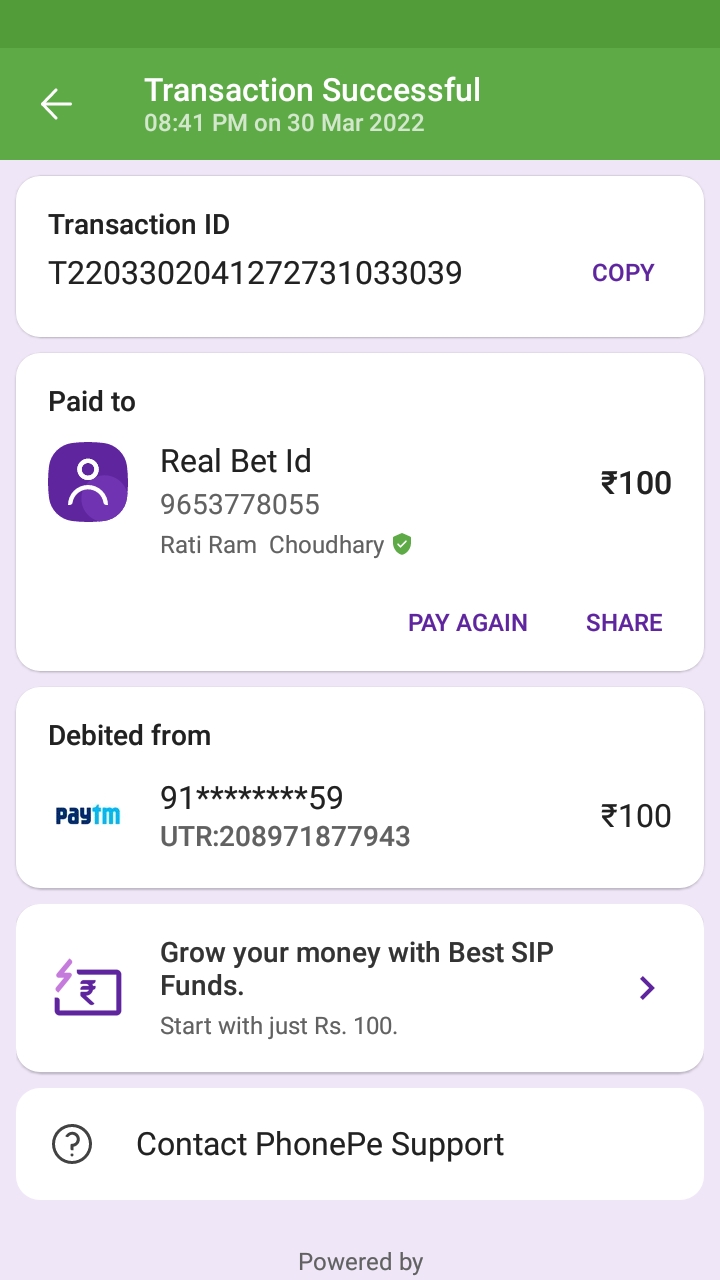 Transaction Successful
08:41 PM on 30 Mar 2022
Transaction ID
T2203302041272731033039
COPY
Paid to
Real Bet Id
9653778055
Rati Ram  Choudhary
₹100
PAY AGAIN
SHARE
Debited from
paytm
91********59
UTR:208971877943
₹100
Grow your money with Best SIP
Funds.
Start with just Rs. 100.
Contact PhonePe Support
Powered by